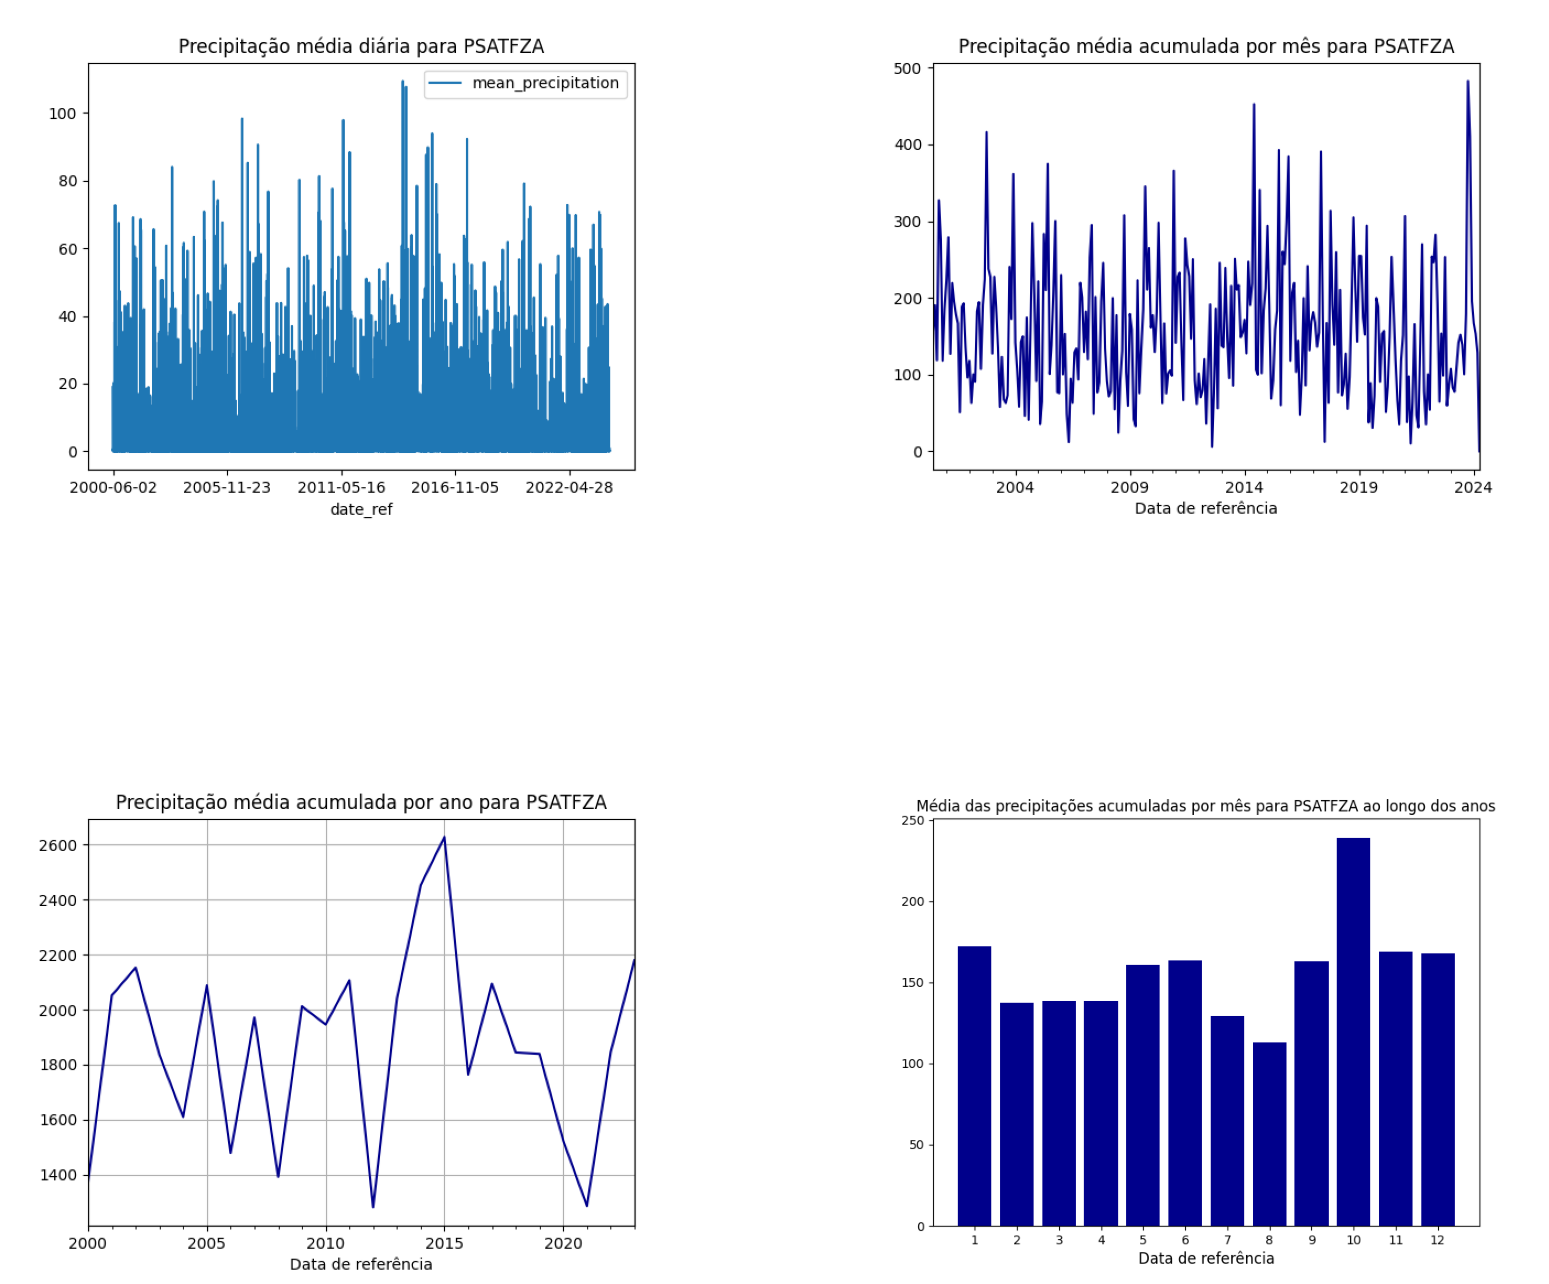 Precipitação média diária para PSATFZA
mean_precipitation
100
80
60
40
20
0
2000-06-02 2005-11-23 2011-05-16 2016-11-05 2022-04-28
date_ref
Precipitação média acumulada por mês para PSATFZA
500
400
300
200
100
0
2004 2009 2014 2019 2024
Data de referência
Precipitação média acumulada por ano para PSATFZA
2600
2400
2200
2000
1800
1600
1400
2000 2005 2010 2015 2020
Data de referência
Média das precipitações acumuladas por mês para PSATFZA ao longo dos anos
250
200
150
100
50
0
1 2 3 4 5 6 7 8 9 10 11 12
Data de referência